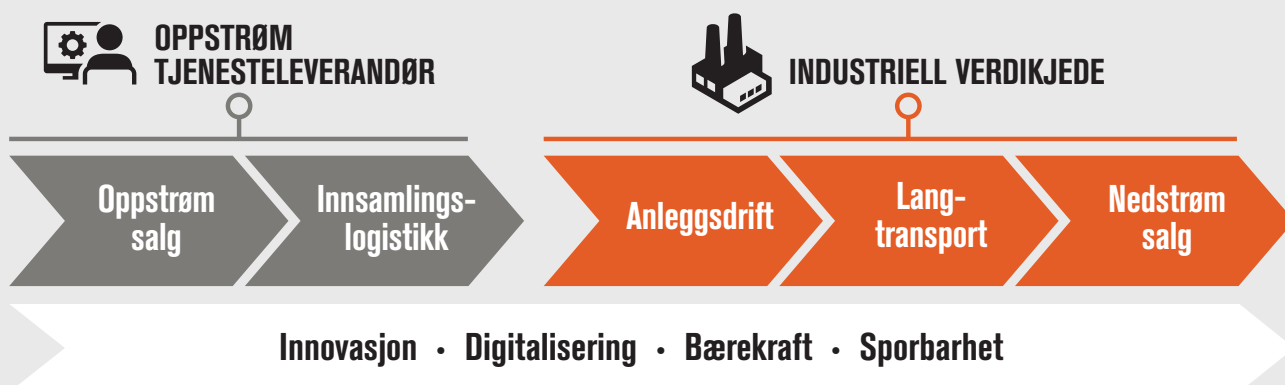 OPPSTRØM
TJENESTELEVERANDØR
INDUSTRIELL VERDIKJEDE
Oppstrøm
salg
Innsamlings-
logistikk
Anleggsdrift
Lang-
transport
Nedstrøm
salg
Innovasjon • Digitalisering • Bærekraft • Sporbarhet